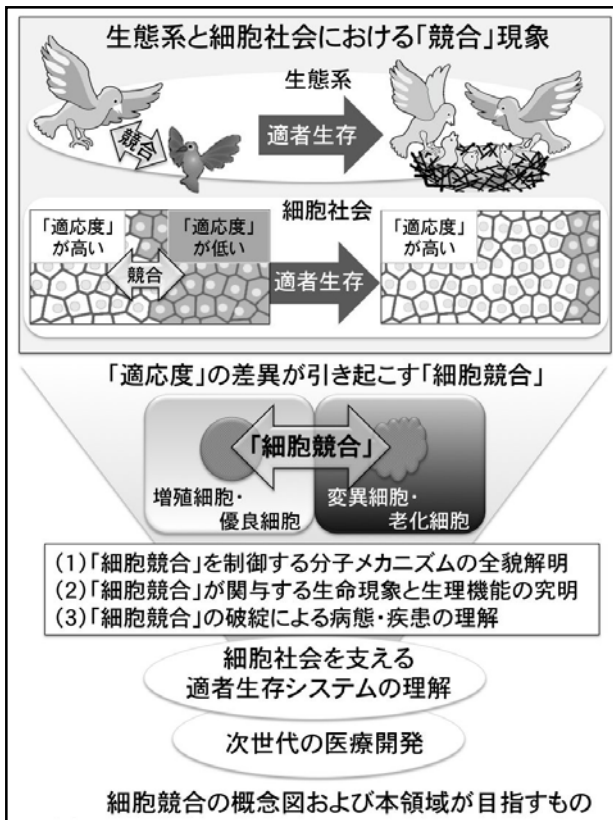 生態系と細胞社会における「競合」現象
生態系
競合
適者生存
細胞社会
「適応度」
が高い
「適応度」
が低い
競合
適者生存
「適応度」
が高い
「適応度」の差異が引き起こす「細胞競合」
「細胞競合」
増殖細胞・
優良細胞
変異細胞・
老化細胞
(1)「細胞競合」を制御する分子メカニズムの全貌解明
(2)「細胞競合」が関与する生命現象と生理機能の究明
(3)「細胞競合」の破綻による病態・疾患の理解
細胞社会を支える
適者生存システムの理解
次世代の医療開発
細胞競合の概念図および本領域が目指すもの